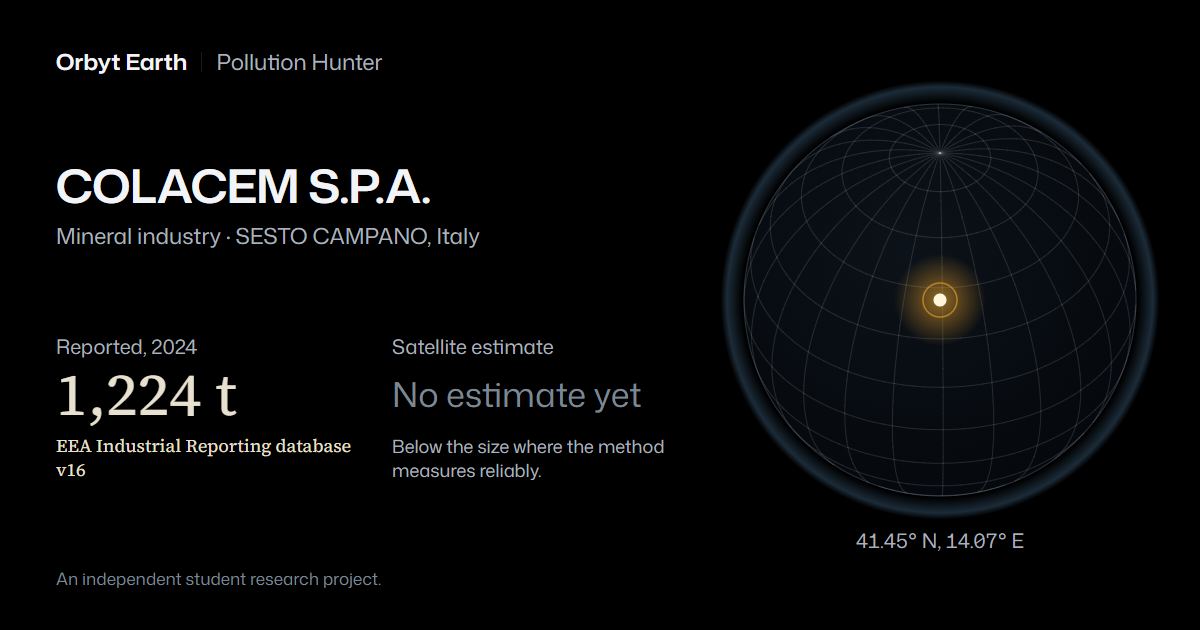 Orbyt Earth | Pollution Hunter
COLACEM S.P.A.
Mineral industry · SESTO CAMPANO, Italy
Reported, 2024
1,224 t
EEA Industrial Reporting database
v16
Satellite estimate
No estimate yet
Below the size where the method
measures reliably.
41.45° N, 14.07° E
An independent student research project.